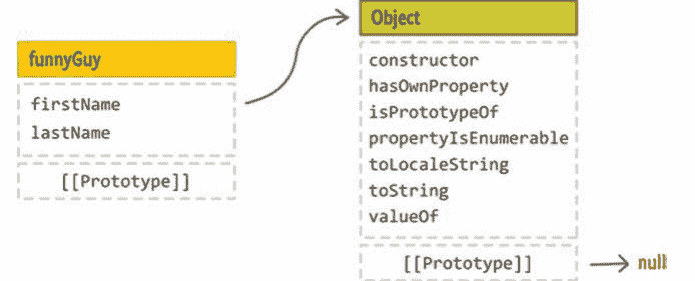 funnyGuy
firstName
lastName
[[Prototype]]
Object
constructor
hasOwnProperty
isPrototypeOf
propertyIsEnumerable
toLocaleString
toString
valueOf
[[Prototype]]
null